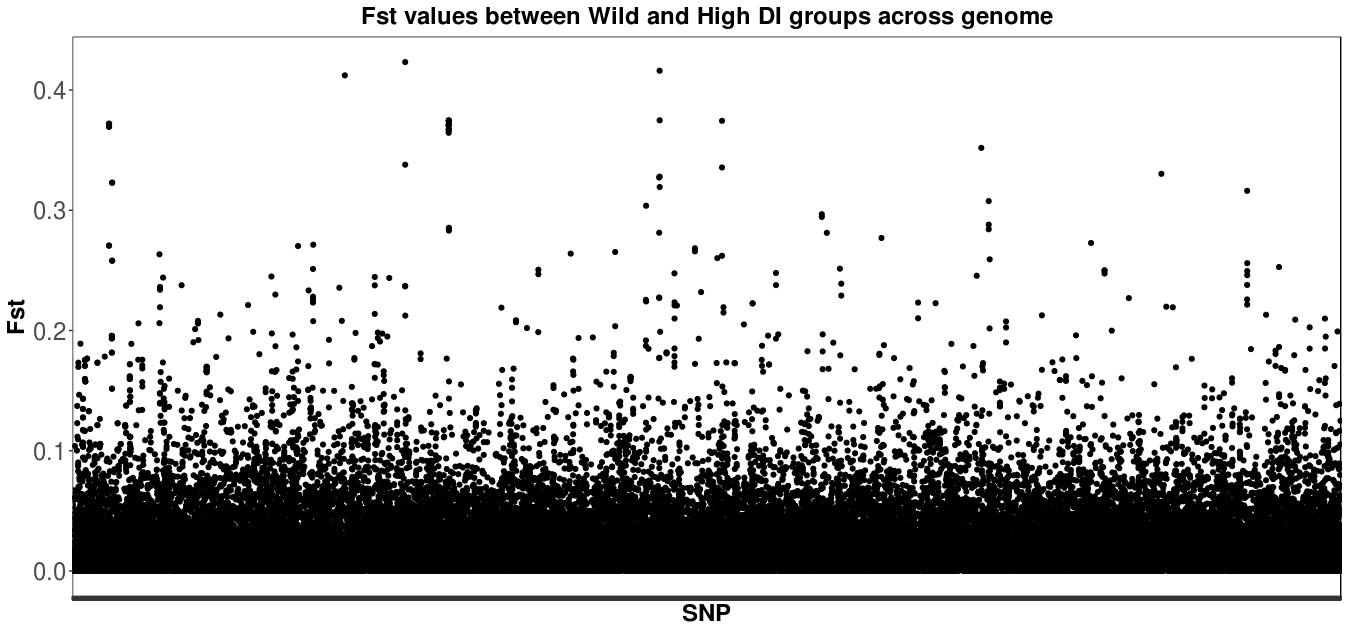 Fst values between Wild and High DI groups across genome
0.4
0.3
0.2
0.1
0.0
Fst
SNP